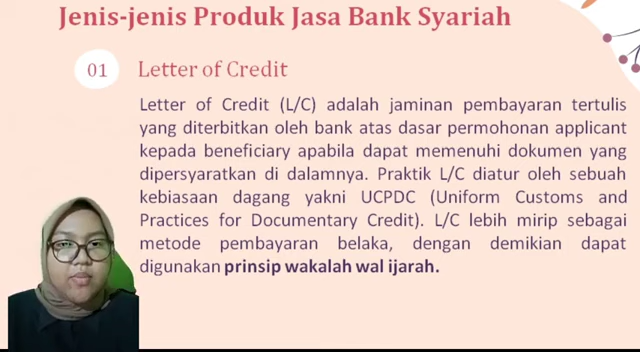 Jenis-jenis Produk Jasa Bank Syariah
01 Letter of Credit
Letter of Credit (L/C) adalah jaminan pembayaran tertulis
yang diterbitkan oleh bank atas dasar permohonan applicant
kepada beneficiary apabila dapat memenuhi dokumen yang
dipersyaratkan di dalamnya. Praktik L/C diatur oleh sebuah
kebiasaan dagang yakni UCPDC (Uniform Customs and
Practices for Documentary Credit). L/C lebih mirip sebagai
metode pembayaran belaka, dengan demikian dapat
digunakan prinsip wakalah wal ijarah.